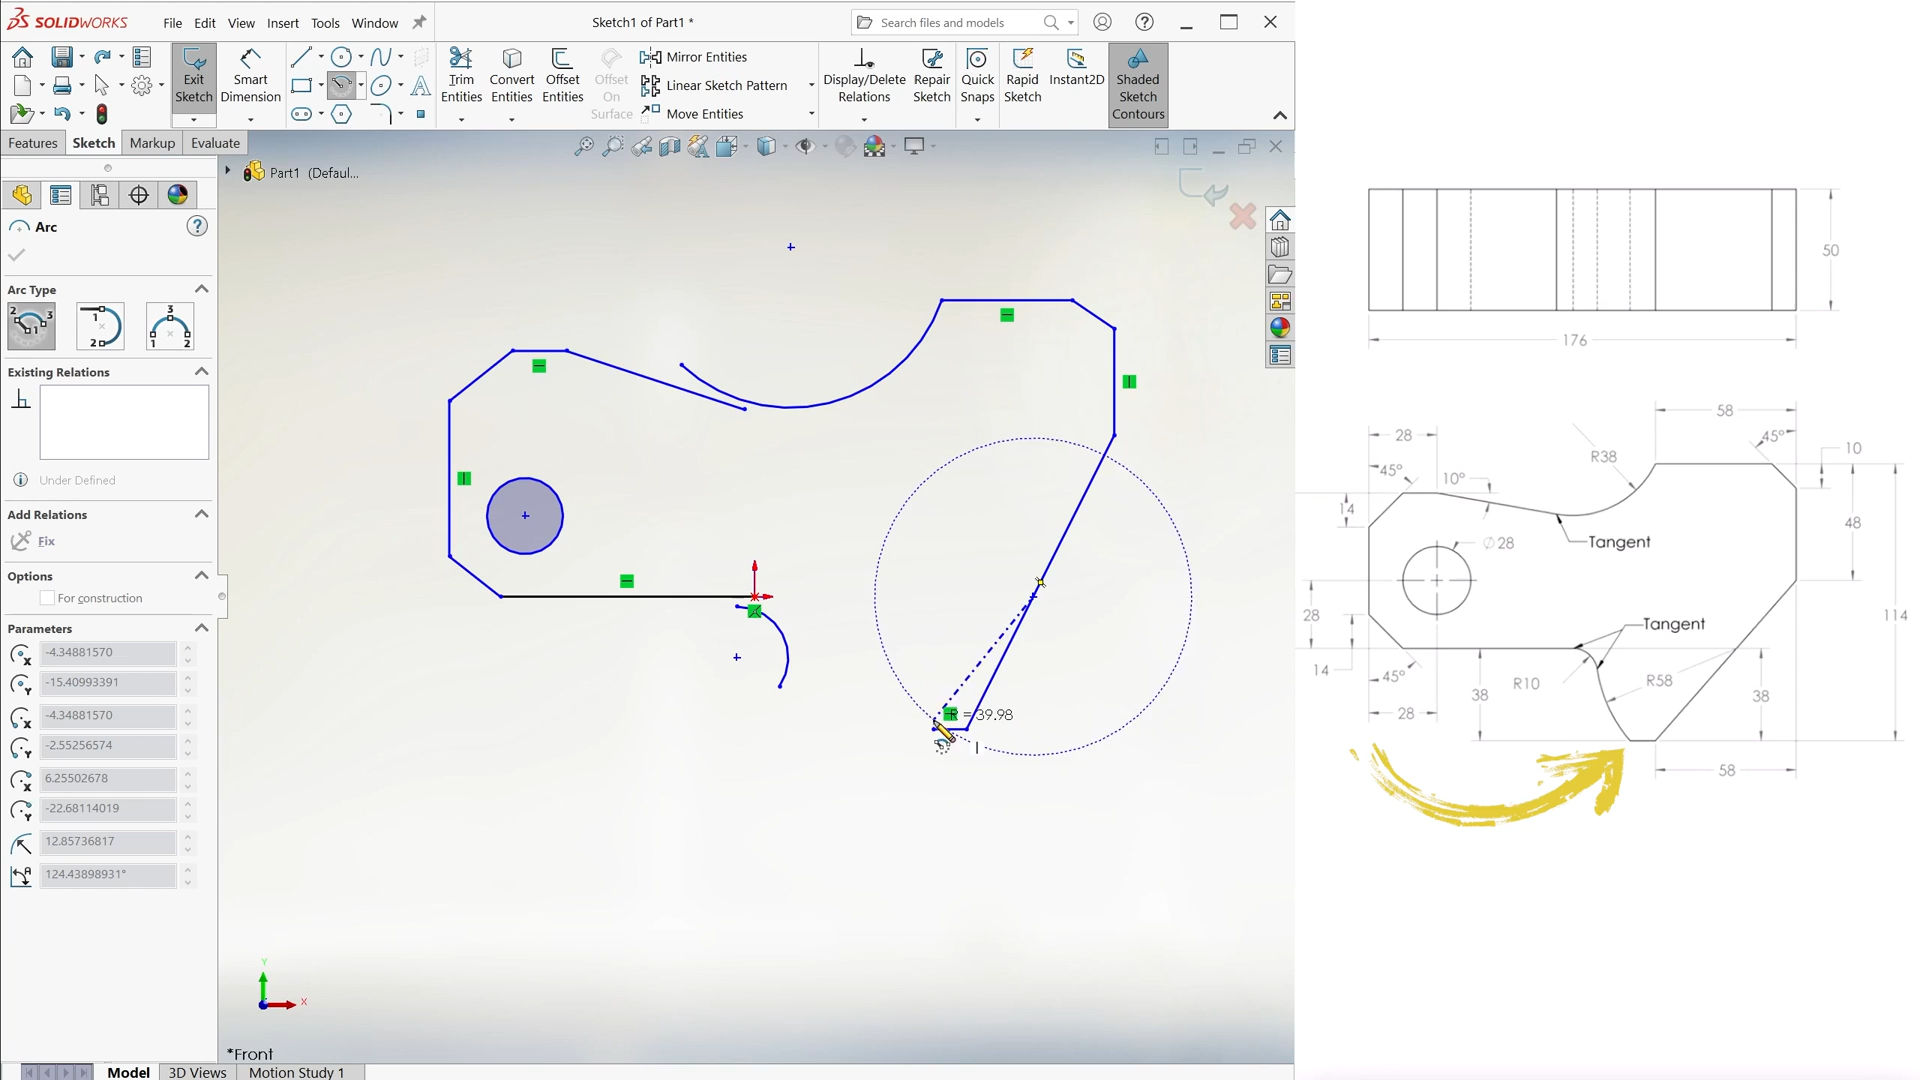 SOLIDWORKS
File Edit View Insert Tools Window
Sketch1 of Part1 *
Search files and models
Exit Sketch
Smart Dimension
Trim Entities
Convert Entities
Offset Entities
Offset On Surface
Mirror Entities
Linear Sketch Pattern
Move Entities
Display/Delete Relations
Repair Sketch
Quick Snaps
Rapid Sketch
Instant2D
Shaded Sketch Contours
Features Sketch Markup Evaluate
Part1 (Defaul...
Arc
Arc Type
Existing Relations
Under Defined
Add Relations
Fix
Options
For construction
Parameters
-4.34881570
-15.40993391
-4.34881570
-2.55256574
6.25502678
-22.68114019
12.85736817
124.43898931°
R = 39.98
Y
X
*Front
Model 3D Views Motion Study 1
50
176
58
28
45°
10
R38
45°
10°
14
48
Tangent
Ø28
114
28
Tangent
14
45°
38
R10
R58
38
28
58